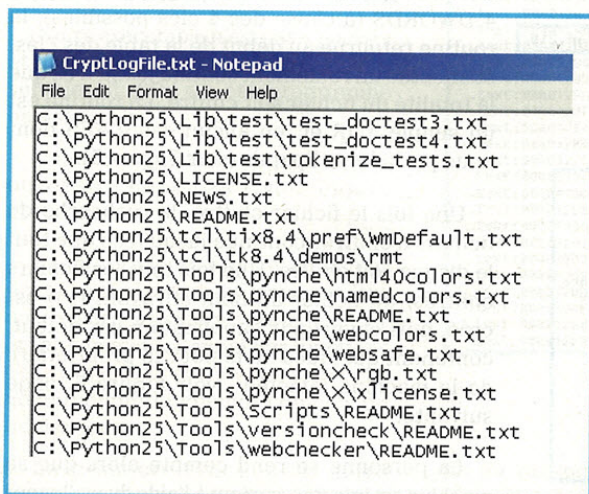 CryptLogFile.txt - Notepad
File Edit Format View Help
C:\Python25\Lib\test\test_doctest3.txt
C:\Python25\Lib\test\test_doctest4.txt
C:\Python25\Lib\test\tokenize_tests.txt
C:\Python25\LICENSE.txt
C:\Python25\NEWS.txt
C:\Python25\README.txt
C:\Python25\tcl\tix8.4\pref\WmDefault.txt
C:\Python25\tcl\tk8.4\demos\rmt
C:\Python25\Tools\pynche\html40colors.txt
C:\Python25\Tools\pynche\namedcolors.txt
C:\Python25\Tools\pynche\README.txt
C:\Python25\Tools\pynche\webcolors.txt
C:\Python25\Tools\pynche\websafe.txt
C:\Python25\Tools\pynche\X\rgb.txt
C:\Python25\Tools\pynche\X\xlicense.txt
C:\Python25\Tools\Scripts\README.txt
C:\Python25\Tools\versioncheck\README.txt
C:\Python25\Tools\webchecker\README.txt